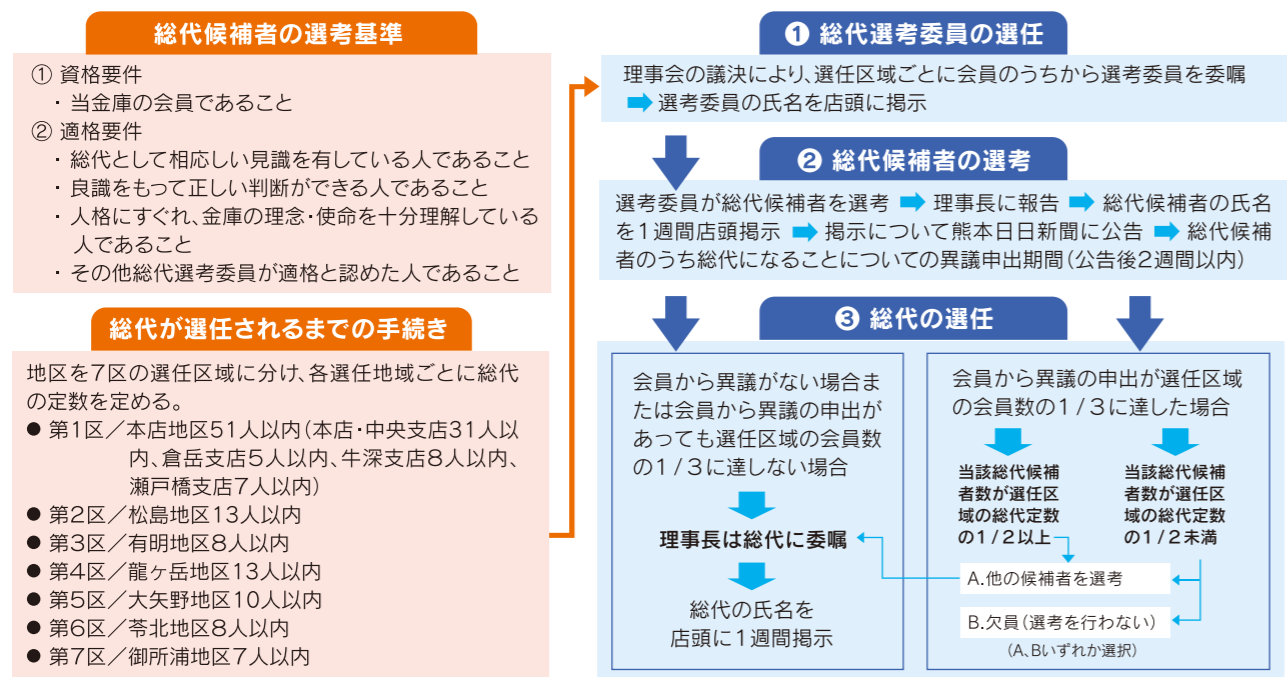 総代候補者の選考基準
① 資格要件
・当金庫の会員であること
② 適格要件
・総代として相応しい見識を有している人であること
・良識をもって正しい判断ができる人であること
・人格にすぐれ、金庫の理念・使命を十分理解している
人であること
・その他総代選考委員が適格と認めた人であること
総代が選任されるまでの手続き
地区を7区の選任区域に分け、各選任地域ごとに総代
の定数を定める。
● 第1区／本店地区51人以内(本店・中央支店31人以
内、倉岳支店5人以内、牛深支店8人以内、
瀬戸橋支店7人以内)
● 第2区／松島地区13人以内
● 第3区／有明地区8人以内
● 第4区／龍ヶ岳地区13人以内
● 第5区／大矢野地区10人以内
● 第6区／苓北地区8人以内
● 第7区／御所浦地区7人以内
❶ 総代選考委員の選任
理事会の議決により、選任区域ごとに会員のうちから選考委員を委嘱
➡ 選考委員の氏名を店頭に掲示
❷ 総代候補者の選考
選考委員が総代候補者を選考 ➡ 理事長に報告 ➡ 総代候補者の氏名
を1週間店頭掲示 ➡ 掲示について熊本日日新聞に公告 ➡ 総代候補
者のうち総代になることについての異議申出期間(公告後2週間以内)
❸ 総代の選任
会員から異議がない場合ま
たは会員から異議の申出が
あっても選任区域の会員数
の1/3に達しない場合
理事長は総代に委嘱
総代の氏名を
店頭に1週間掲示
会員から異議の申出が選任区域
の会員数の1/3に達した場合
当該総代候補
者数が選任区
域の総代定数
の1/2以上
当該総代候補
者数が選任区
域の総代定数
の1/2未満
A.他の候補者を選考
B.欠員(選考を行わない)
(A、Bいずれか選択)